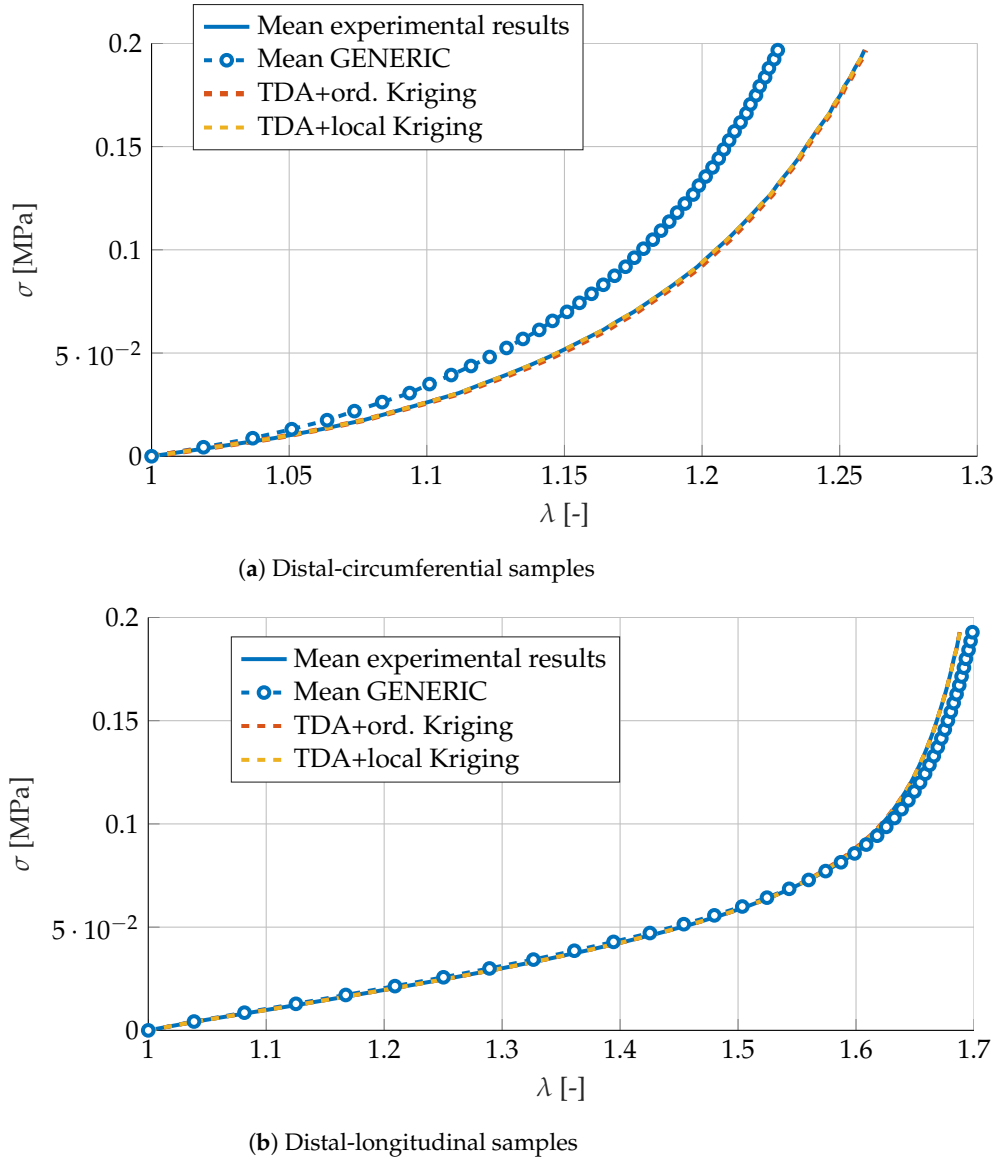 Mean experimental results
Mean GENERIC
TDA+ord. Kriging
TDA+local Kriging
0.2
0.15
0.1
5 · 10⁻²
0
σ [MPa]
1 1.05 1.1 1.15 1.2 1.25 1.3
λ [-]
(a) Distal-circumferential samples
Mean experimental results
Mean GENERIC
TDA+ord. Kriging
TDA+local Kriging
0.2
0.15
0.1
5 · 10⁻²
0
σ [MPa]
1 1.1 1.2 1.3 1.4 1.5 1.6 1.7
λ [-]
(b) Distal-longitudinal samples